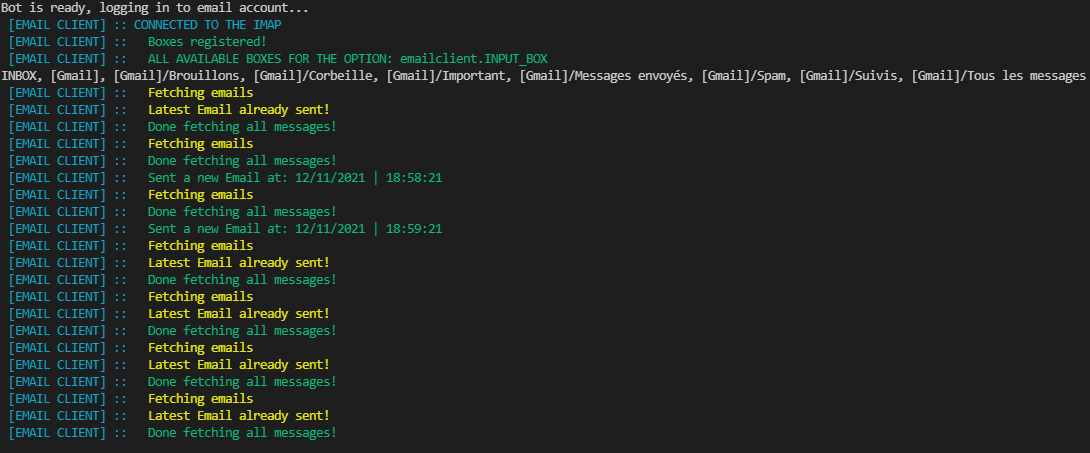 Bot is ready, logging in to email account...
[EMAIL CLIENT] :: CONNECTED TO THE IMAP
[EMAIL CLIENT] :: Boxes registered!
[EMAIL CLIENT] :: ALL AVAILABLE BOXES FOR THE OPTION: emailclient.INPUT_BOX
INBOX, [Gmail], [Gmail]/Brouillons, [Gmail]/Corbeille, [Gmail]/Important, [Gmail]/Messages envoyés, [Gmail]/Spam, [Gmail]/Suivis, [Gmail]/Tous les messages
[EMAIL CLIENT] :: Fetching emails
[EMAIL CLIENT] :: Latest Email already sent!
[EMAIL CLIENT] :: Done fetching all messages!
[EMAIL CLIENT] :: Fetching emails
[EMAIL CLIENT] :: Done fetching all messages!
[EMAIL CLIENT] :: Sent a new Email at: 12/11/2021 | 18:58:21
[EMAIL CLIENT] :: Fetching emails
[EMAIL CLIENT] :: Done fetching all messages!
[EMAIL CLIENT] :: Sent a new Email at: 12/11/2021 | 18:59:21
[EMAIL CLIENT] :: Fetching emails
[EMAIL CLIENT] :: Latest Email already sent!
[EMAIL CLIENT] :: Done fetching all messages!
[EMAIL CLIENT] :: Fetching emails
[EMAIL CLIENT] :: Latest Email already sent!
[EMAIL CLIENT] :: Done fetching all messages!
[EMAIL CLIENT] :: Fetching emails
[EMAIL CLIENT] :: Latest Email already sent!
[EMAIL CLIENT] :: Done fetching all messages!
[EMAIL CLIENT] :: Fetching emails
[EMAIL CLIENT] :: Latest Email already sent!
[EMAIL CLIENT] :: Done fetching all messages!